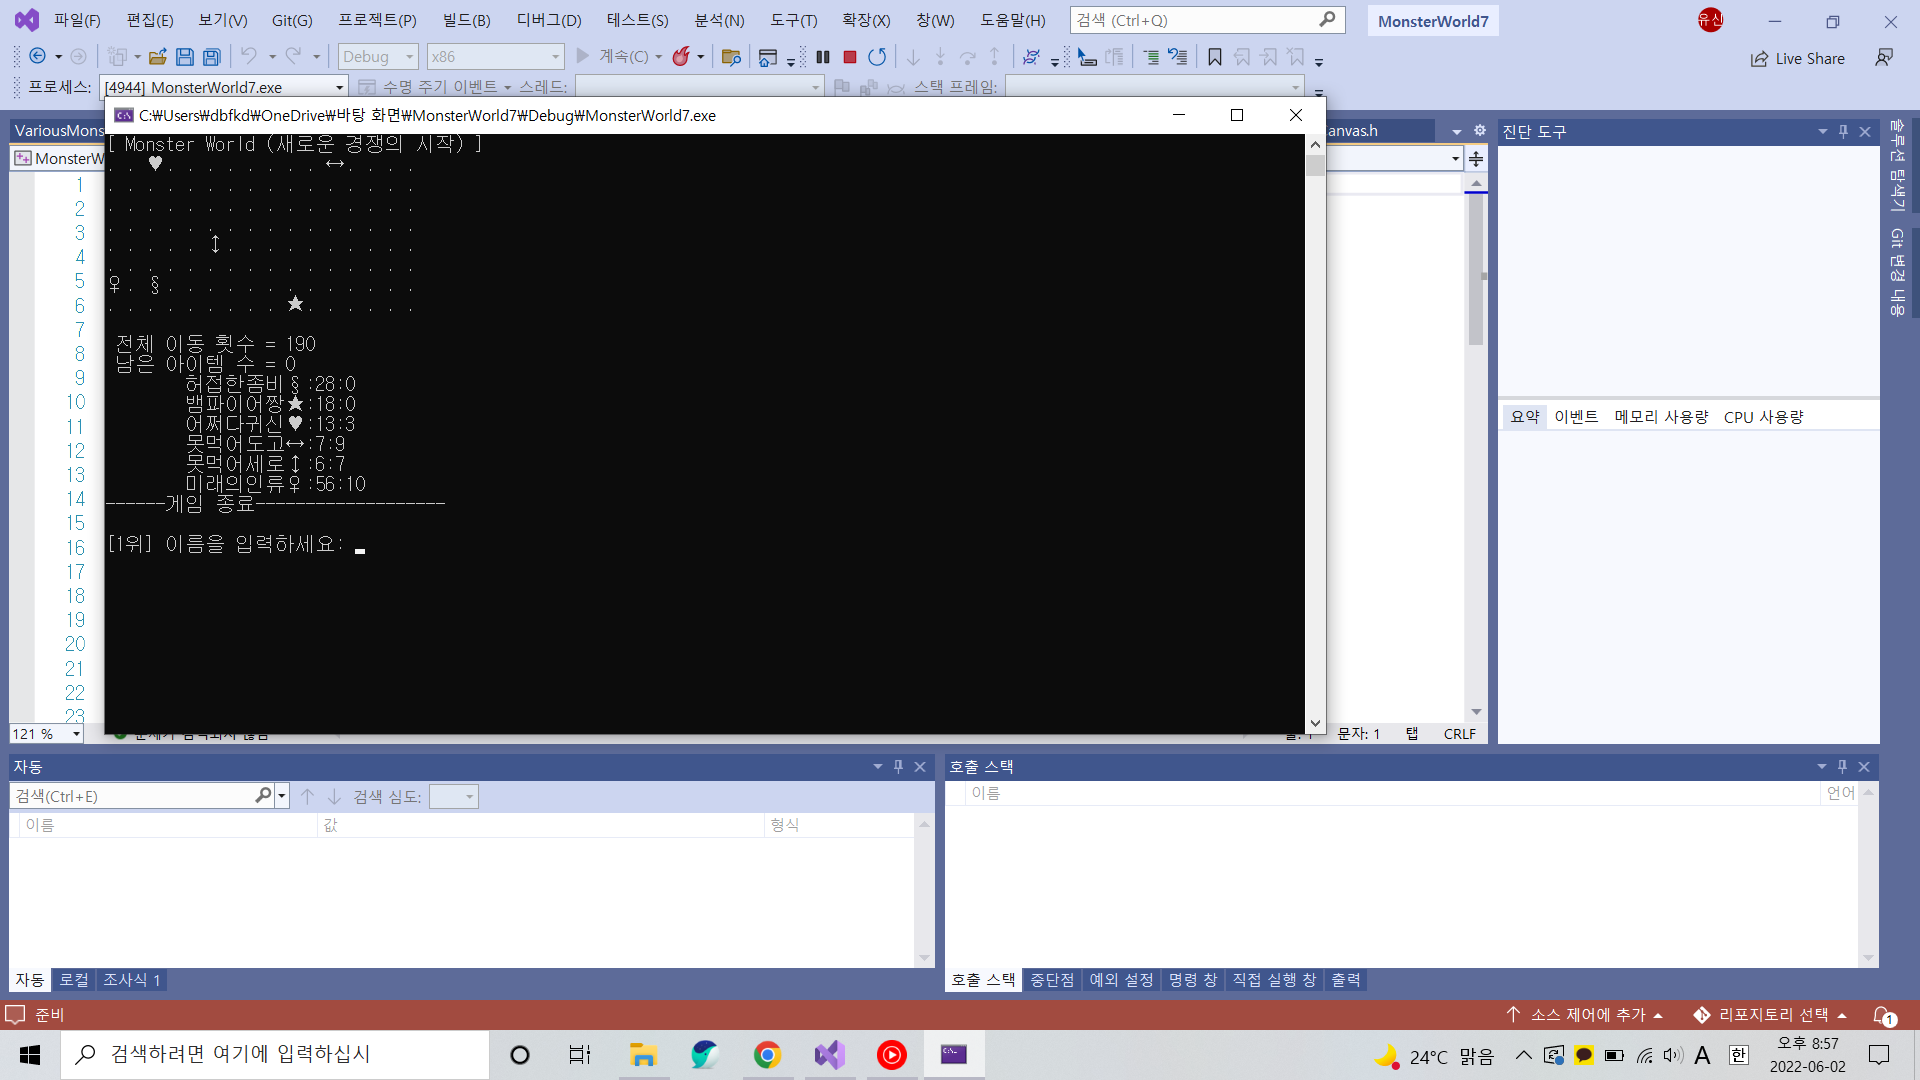 파일(F) 편집(E) 보기(V) Git(G) 프로젝트(P) 빌드(B) 디버그(D) 테스트(S) 분석(N) 도구(T) 확장(X) 창(W) 도움말(H) 검색 (Ctrl+Q) MonsterWorld7 유신
Debug x86 계속(C) Live Share
프로세스: [4944] MonsterWorld7.exe 수명 주기 이벤트 스레드: 스택 프레임:
C:₩Users₩dbfkd₩OneDrive₩바탕 화면₩MonsterWorld7₩Debug₩MonsterWorld7.exe
VariousMons
Canvas.h
진단 도구
MonsterW
[ Monster World (새로운 경쟁의 시작) ]
. . ♥ . . . . . . . . ↔ . . . .
. . . . . . . . . . . . . . . .
. . . . . . . . . . . . . . . .
. . . . . . . . . . . . . . . .
. . . . . ↕ . . . . . . . . . .
. . . . . . . . . . . . . . . .
♀ . § . . . . . . . . . . . . .
. . . . . . . . . ★ . . . . . .
전체 이동 횟수 = 190
남은 아이템 수 = 0
허접한좀비§:28:0
뱀파이어짱★:18:0
어쩌다귀신♥:13:3
못먹어도고↔:7:9
못먹어세로↕:6:7
미래의인류♀:56:10
------게임 종료-------------------
[1위] 이름을 입력하세요:
1
2
3
4
5
6
7
8
9
10
11
12
13
14
15
16
17
18
19
20
21
22
23
솔루션 탐색기
Git 변경 내용
요약 이벤트 메모리 사용량 CPU 사용량
121 % 문제가 검색되지 않음 줄: 1 문자: 1 탭 CRLF
자동
검색(Ctrl+E) 검색 심도:
이름 값 형식
자동 로컬 조사식 1
호출 스택
이름 언어
호출 스택 중단점 예외 설정 명령 창 직접 실행 창 출력
준비 소스 제어에 추가 리포지토리 선택 1
검색하려면 여기에 입력하십시
24°C 맑음 A 한 오후 8:57
2022-06-02